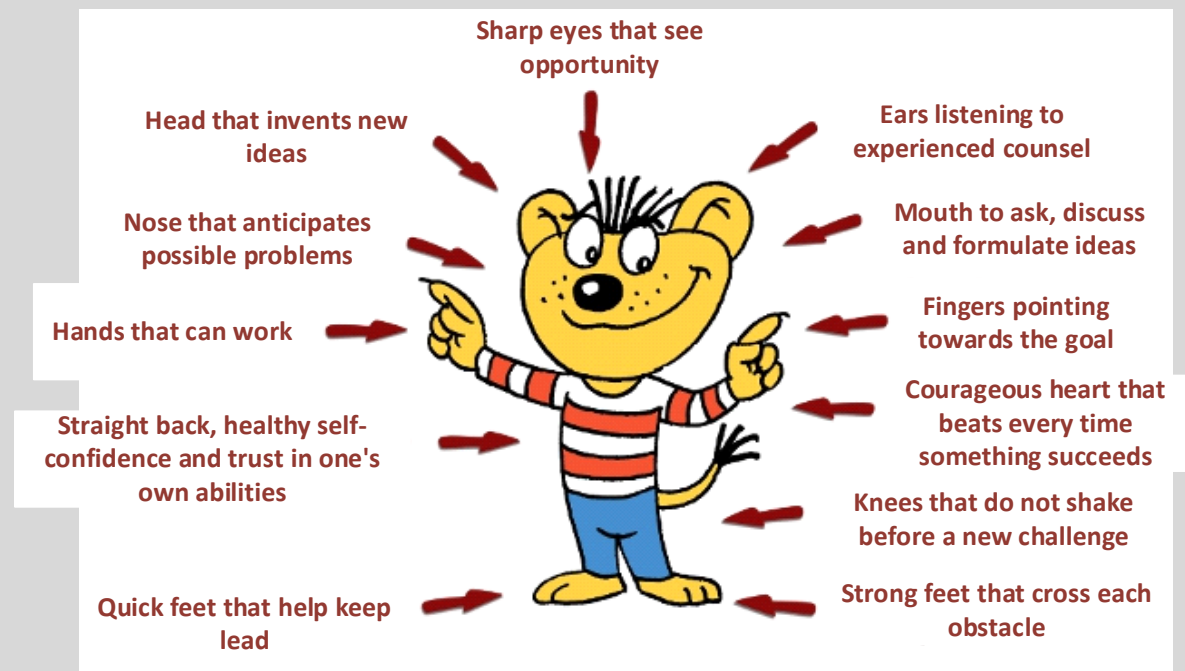 Sharp eyes that see
opportunity
Head that invents new
ideas
Ears listening to
experienced counsel
Nose that anticipates
possible problems
Mouth to ask, discuss
and formulate ideas
Hands that can work
Fingers pointing
towards the goal
Straight back, healthy self-
confidence and trust in one's
own abilities
Courageous heart that
beats every time
something succeeds
Knees that do not shake
before a new challenge
Quick feet that help keep
lead
Strong feet that cross each
obstacle